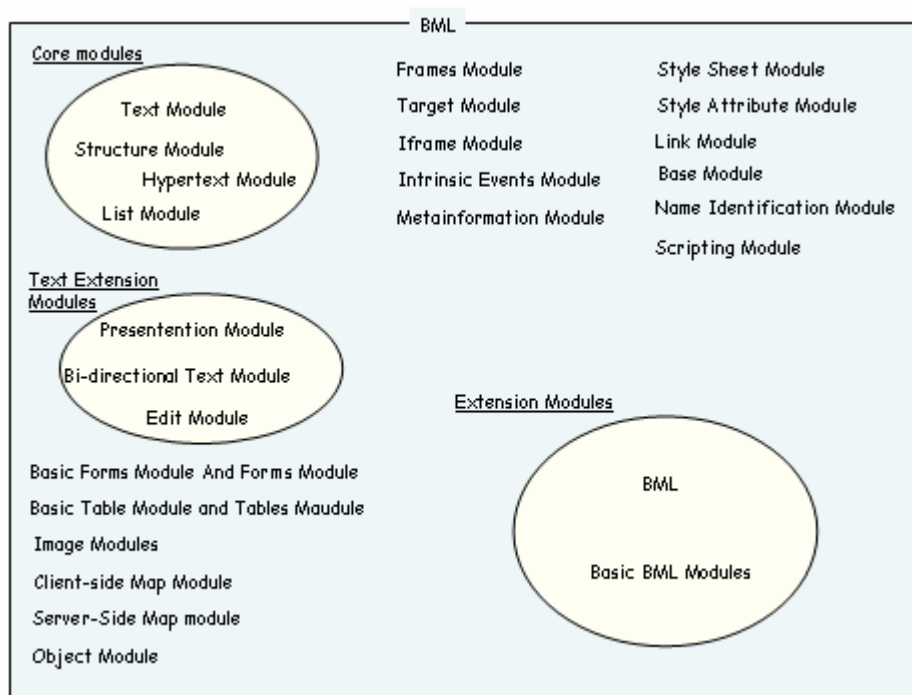 BML
Core modules
Text Module
Structure Module
Hypertext Module
List Module
Text Extension
Modules
Presentention Module
Bi-directional Text Module
Edit Module
Basic Forms Module And Forms Module
Basic Table Module and Tables Maudule
Image Modules
Client-side Map Module
Server-Side Map module
Object Module
Frames Module
Target Module
Iframe Module
Intrinsic Events Module
Metainformation Module
Style Sheet Module
Style Attribute Module
Link Module
Base Module
Name Identification Module
Scripting Module
Extension Modules
BML
Basic BML Modules